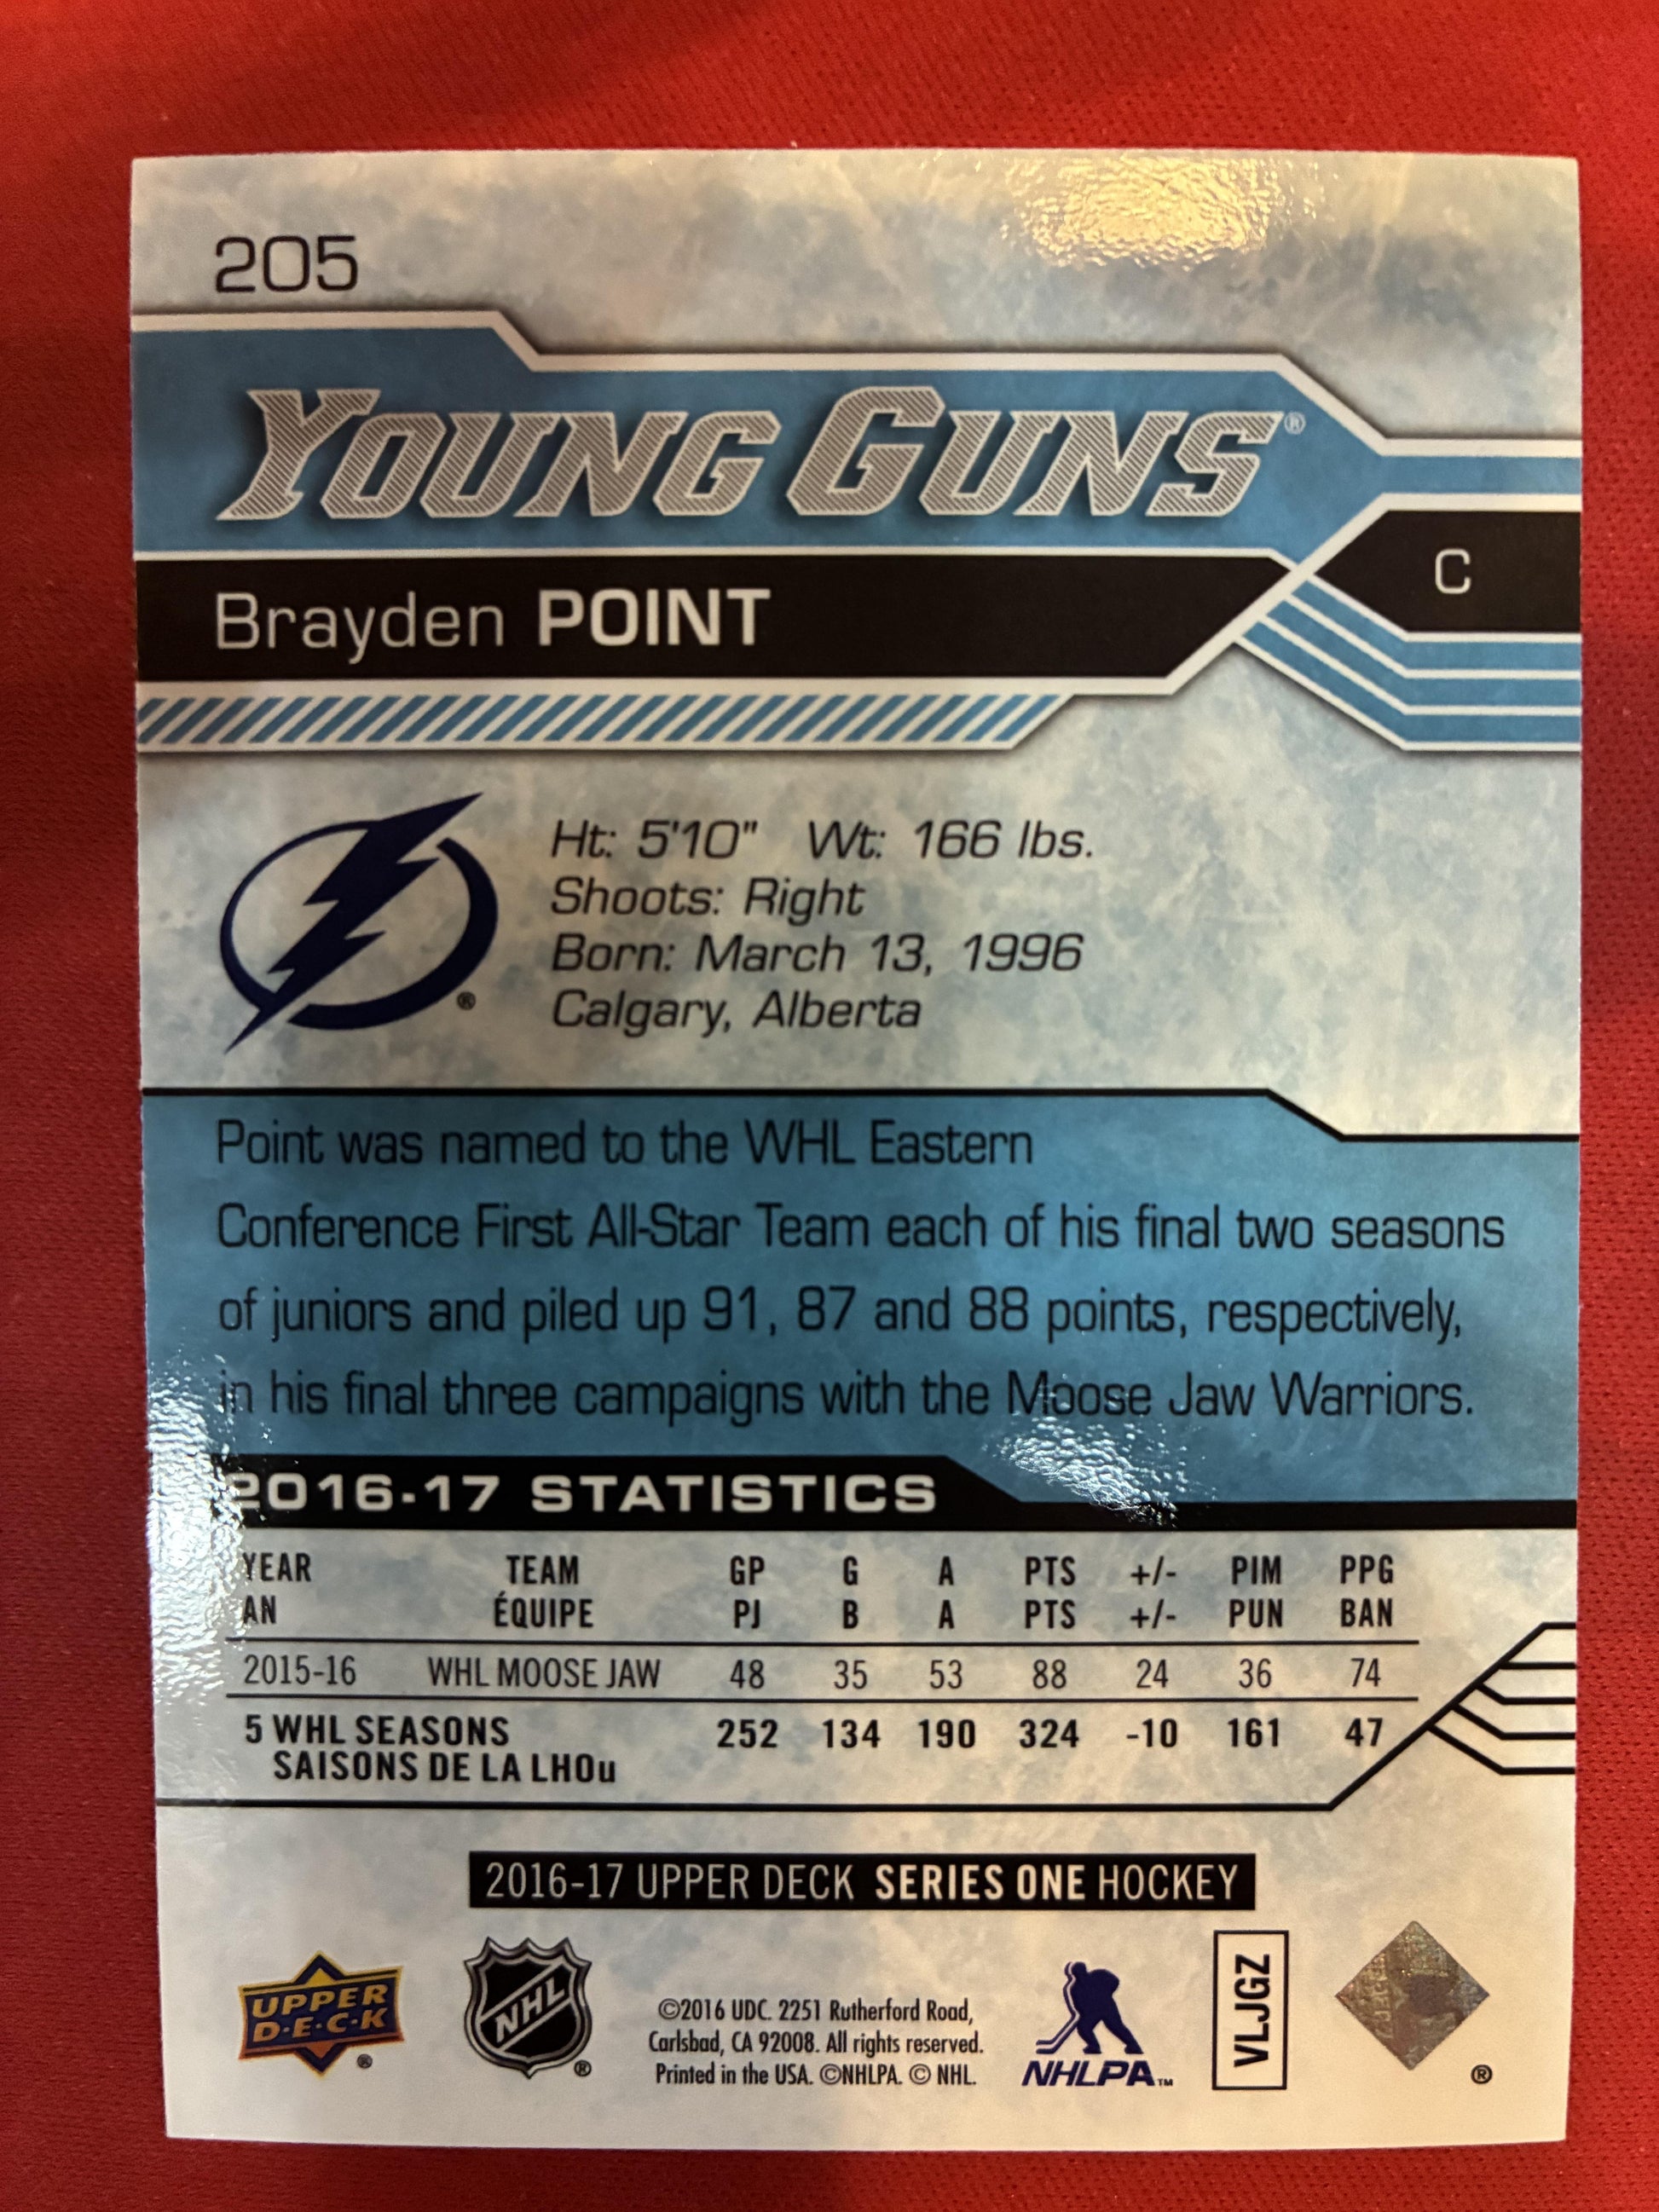 205
YOUNG GUNS®
Brayden POINT
C
Ht: 5'10" Wt: 166 lbs.
Shoots: Right
Born: March 13, 1996
Calgary, Alberta
®
Point was named to the WHL Eastern
Conference First All-Star Team each of his final two seasons
of juniors and piled up 91, 87 and 88 points, respectively,
in his final three campaigns with the Moose Jaw Warriors.
2016-17 STATISTICS
YEAR TEAM GP G A PTS +/- PIM PPG
AN ÉQUIPE PJ B A PTS +/- PUN BAN
2015-16 WHL MOOSE JAW 48 35 53 88 24 36 74
5 WHL SEASONS 252 134 190 324 -10 161 47
SAISONS DE LA LHOu
2016-17 UPPER DECK SERIES ONE HOCKEY
UPPER
D·E·C·K
®
NHL
®
©2016 UDC. 2251 Rutherford Road,
Carlsbad, CA 92008. All rights reserved.
Printed in the USA. ©NHLPA. © NHL.
NHLPA™
VLJGZ
®